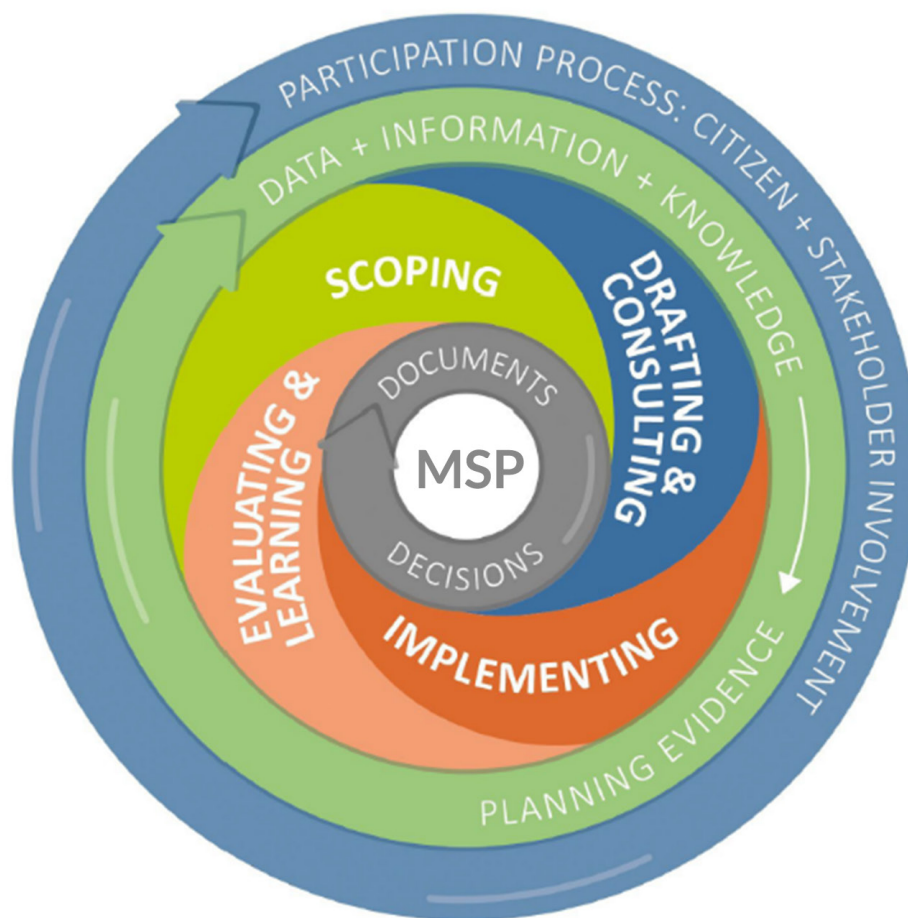 PARTICIPATION PROCESS: CITIZEN + STAKEHOLDER INVOLVEMENT
DATA + INFORMATION + KNOWLEDGE
PLANNING EVIDENCE
SCOPING
DRAFTING &
CONSULTING
IMPLEMENTING
EVALUATING &
LEARNING
DOCUMENTS
MSP
DECISIONS